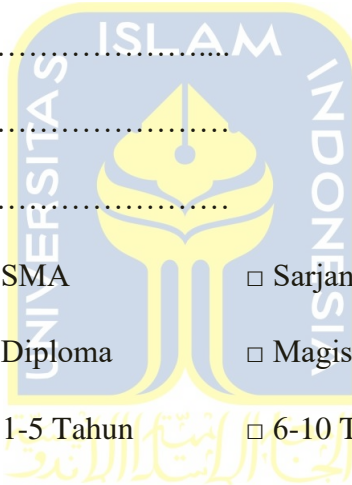 ……………………....
………………………
………………………
SMA □ Sarjan
Diploma □ Magis
1-5 Tahun □ 6-10 T
UNIVERSITAS ISLAM INDONESIA